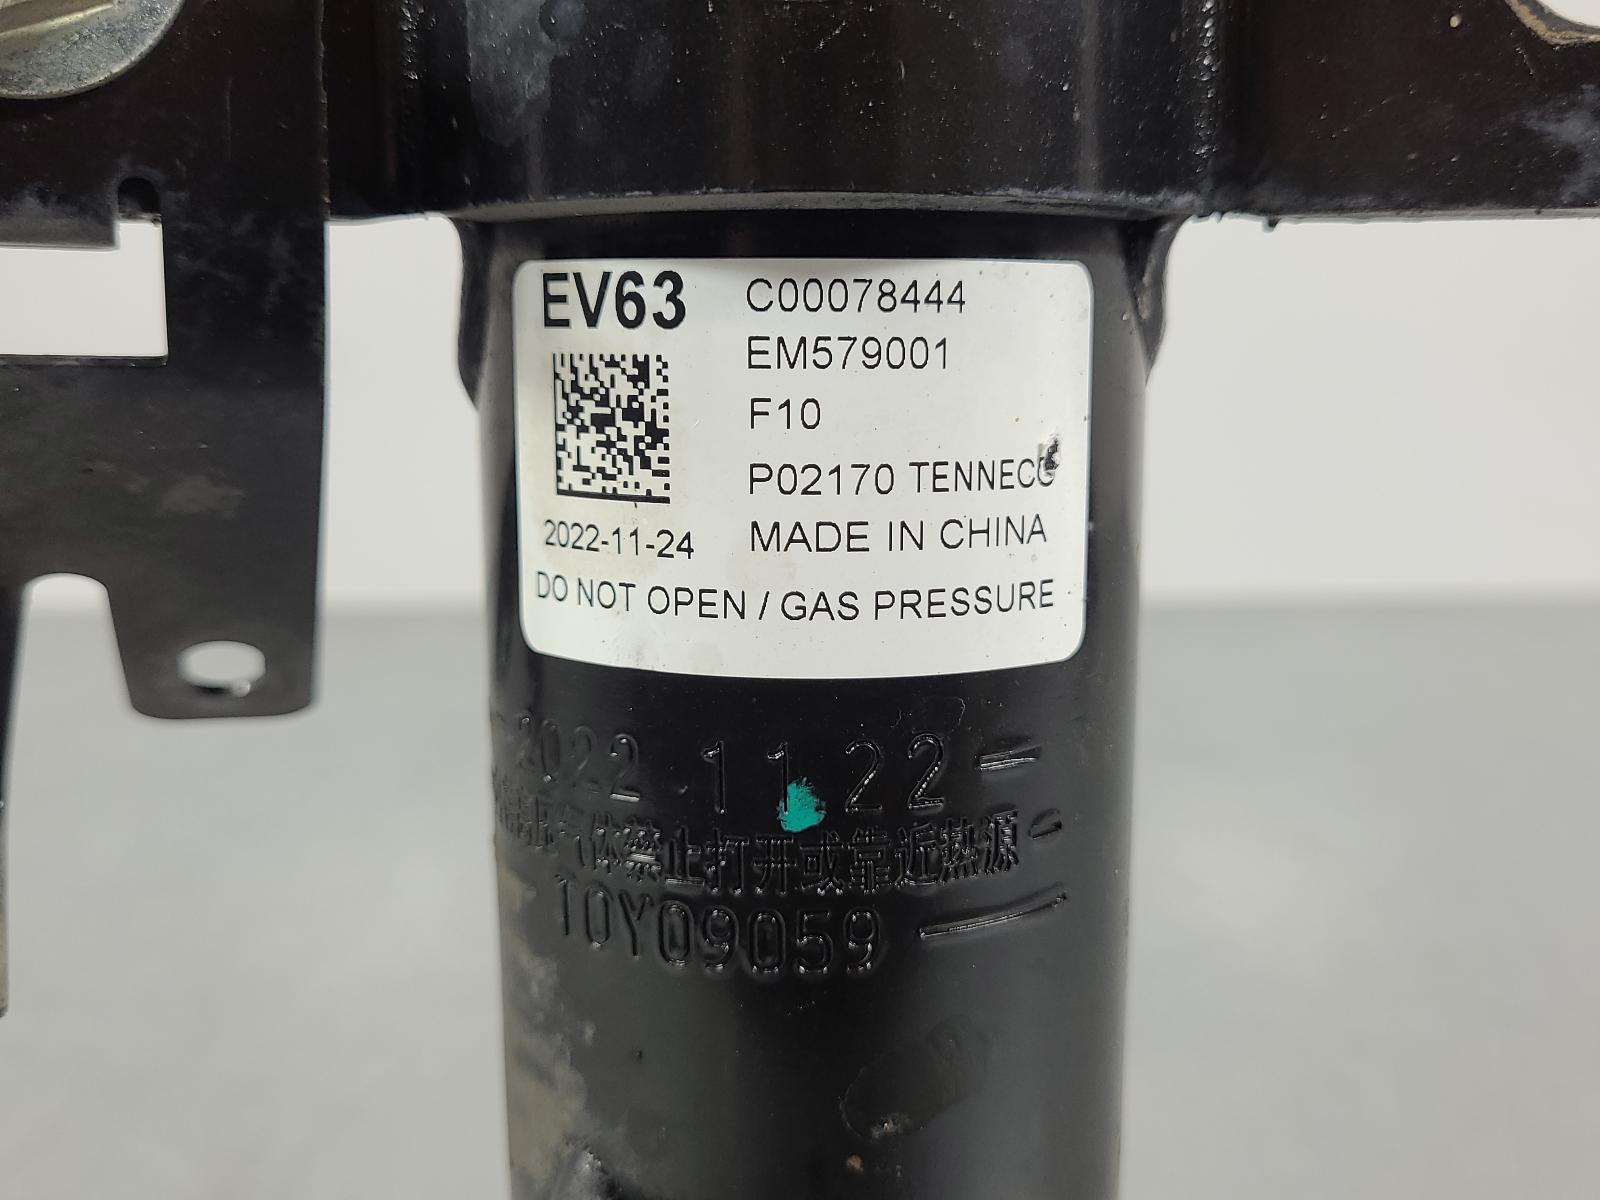 EV63
C00078444
EM579001
F10
P02170 TENNECO
2022-11-24
MADE IN CHINA
DO NOT OPEN / GAS PRESSURE
2022 11 22
压气体禁止打开或靠近热源
10Y09059